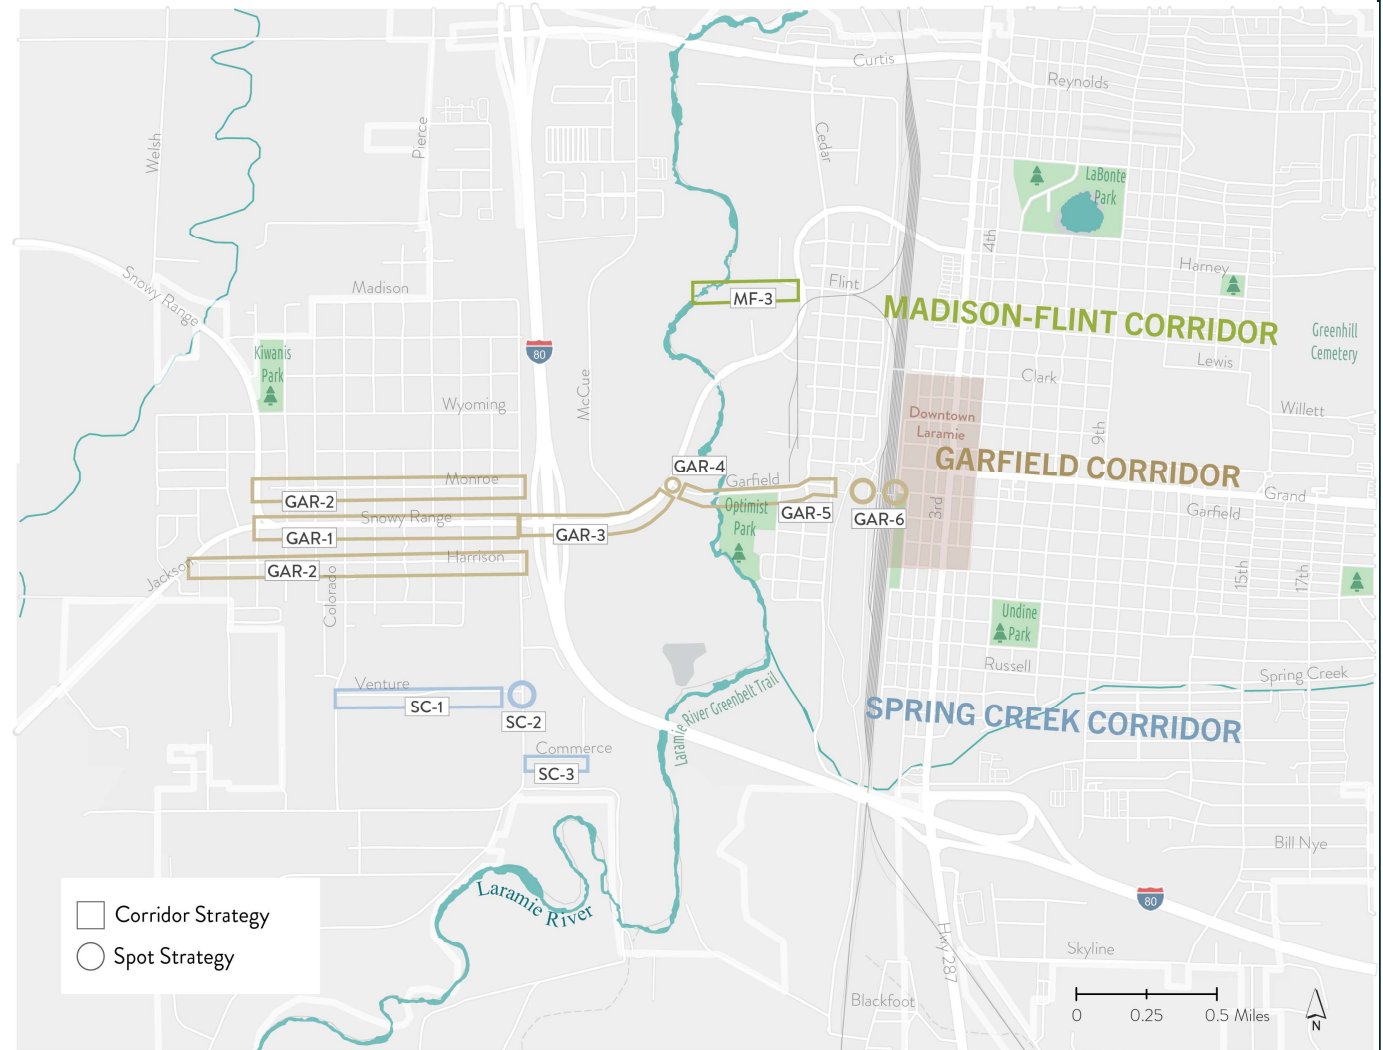 Curtis
Reynolds
Welsh
Pierce
Cedar
LaBonte
Park
4th
Harney
Snowy Range
Madison
Flint
MF-3
MADISON-FLINT CORRIDOR
Greenhill
Cemetery
Kiwanis
Park
80
McCue
Lewis
Clark
Wyoming
Willett
Downtown
Laramie
9th
GARFIELD CORRIDOR
GAR-4
Monroe
Garfield
Grand
GAR-2
Optimist
Park
GAR-5
GAR-6
3rd
Garfield
Snowy Range
GAR-1
GAR-3
Harrison
GAR-2
Jackson
Colorado
15th
17th
Undine
Park
Russell
Spring Creek
Venture
SC-1
SC-2
SPRING CREEK CORRIDOR
Laramie River Greenbelt Trail
Commerce
SC-3
Bill Nye
Laramie River
80
Corridor Strategy
Spot Strategy
Hwy 287
Skyline
Blackfoot
0 0.25 0.5 Miles
N